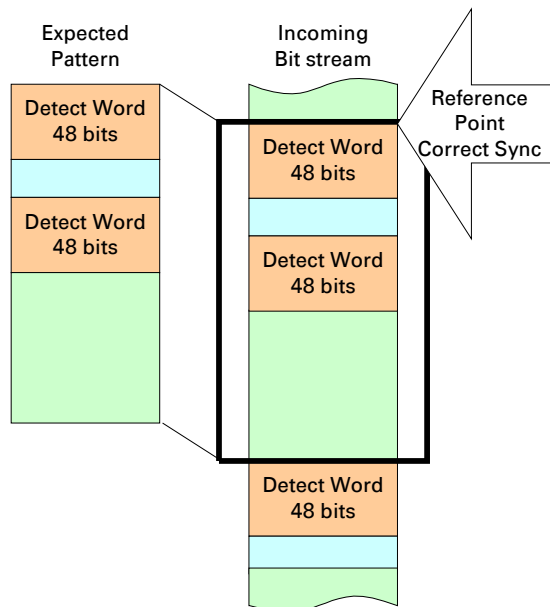 Expected
Pattern
Incoming
Bit stream
Detect Word
48 bits
Detect Word
48 bits
Detect Word
48 bits
Detect Word
48 bits
Detect Word
48 bits
Reference
Point
Correct Sync